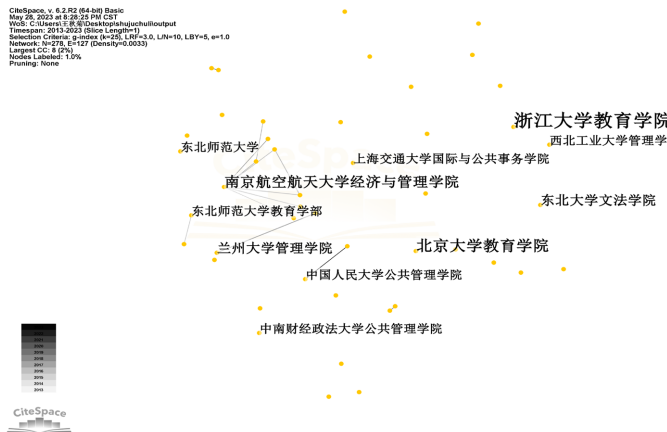 CiteSpace, v. 6.2.R2 (64-bit) Basic
May 28, 2023 at 8:28:25 PM CST
WoS: C:\Users\王秋菊\Desktop\shujuchuli\output
Timespan: 2013-2023 (Slice Length=1)
Selection Criteria: g-index (k=25), LRF=3.0, L/N=10, LBY=5, e=1.0
Network: N=278, E=127 (Density=0.0033)
Largest CC: 8 (2%)
Nodes Labeled: 1.0%
Pruning: None
浙江大学教育学院
西北工业大学管理学
东北师范大学
上海交通大学国际与公共事务学院
南京航空航天大学经济与管理学院
东北大学文法学院
东北师范大学教育学部
兰州大学管理学院
北京大学教育学院
中国人民大学公共管理学院
中南财经政法大学公共管理学院
2021
2020
2019
2018
2017
2016
2015
2014
2013
CiteSpace